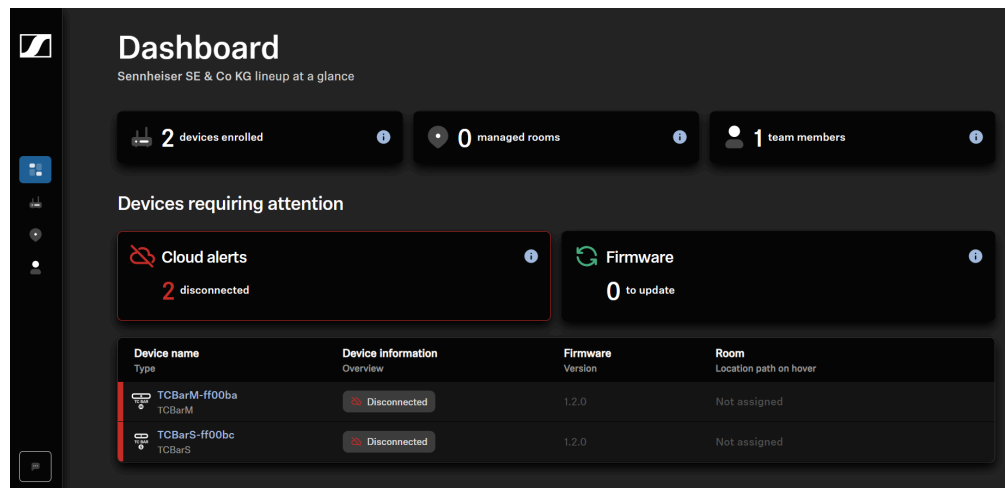 Dashboard
Sennheiser SE & Co KG lineup at a glance
2 devices enrolled
0 managed rooms
1 team members
Devices requiring attention
Cloud alerts
2 disconnected
Firmware
0 to update
Device name
Type
Device information
Overview
Firmware
Version
Room
Location path on hover
TCBarM-ff00ba
TCBarM
Disconnected
1.2.0
Not assigned
TCBarS-ff00bc
TCBarS
Disconnected
1.2.0
Not assigned